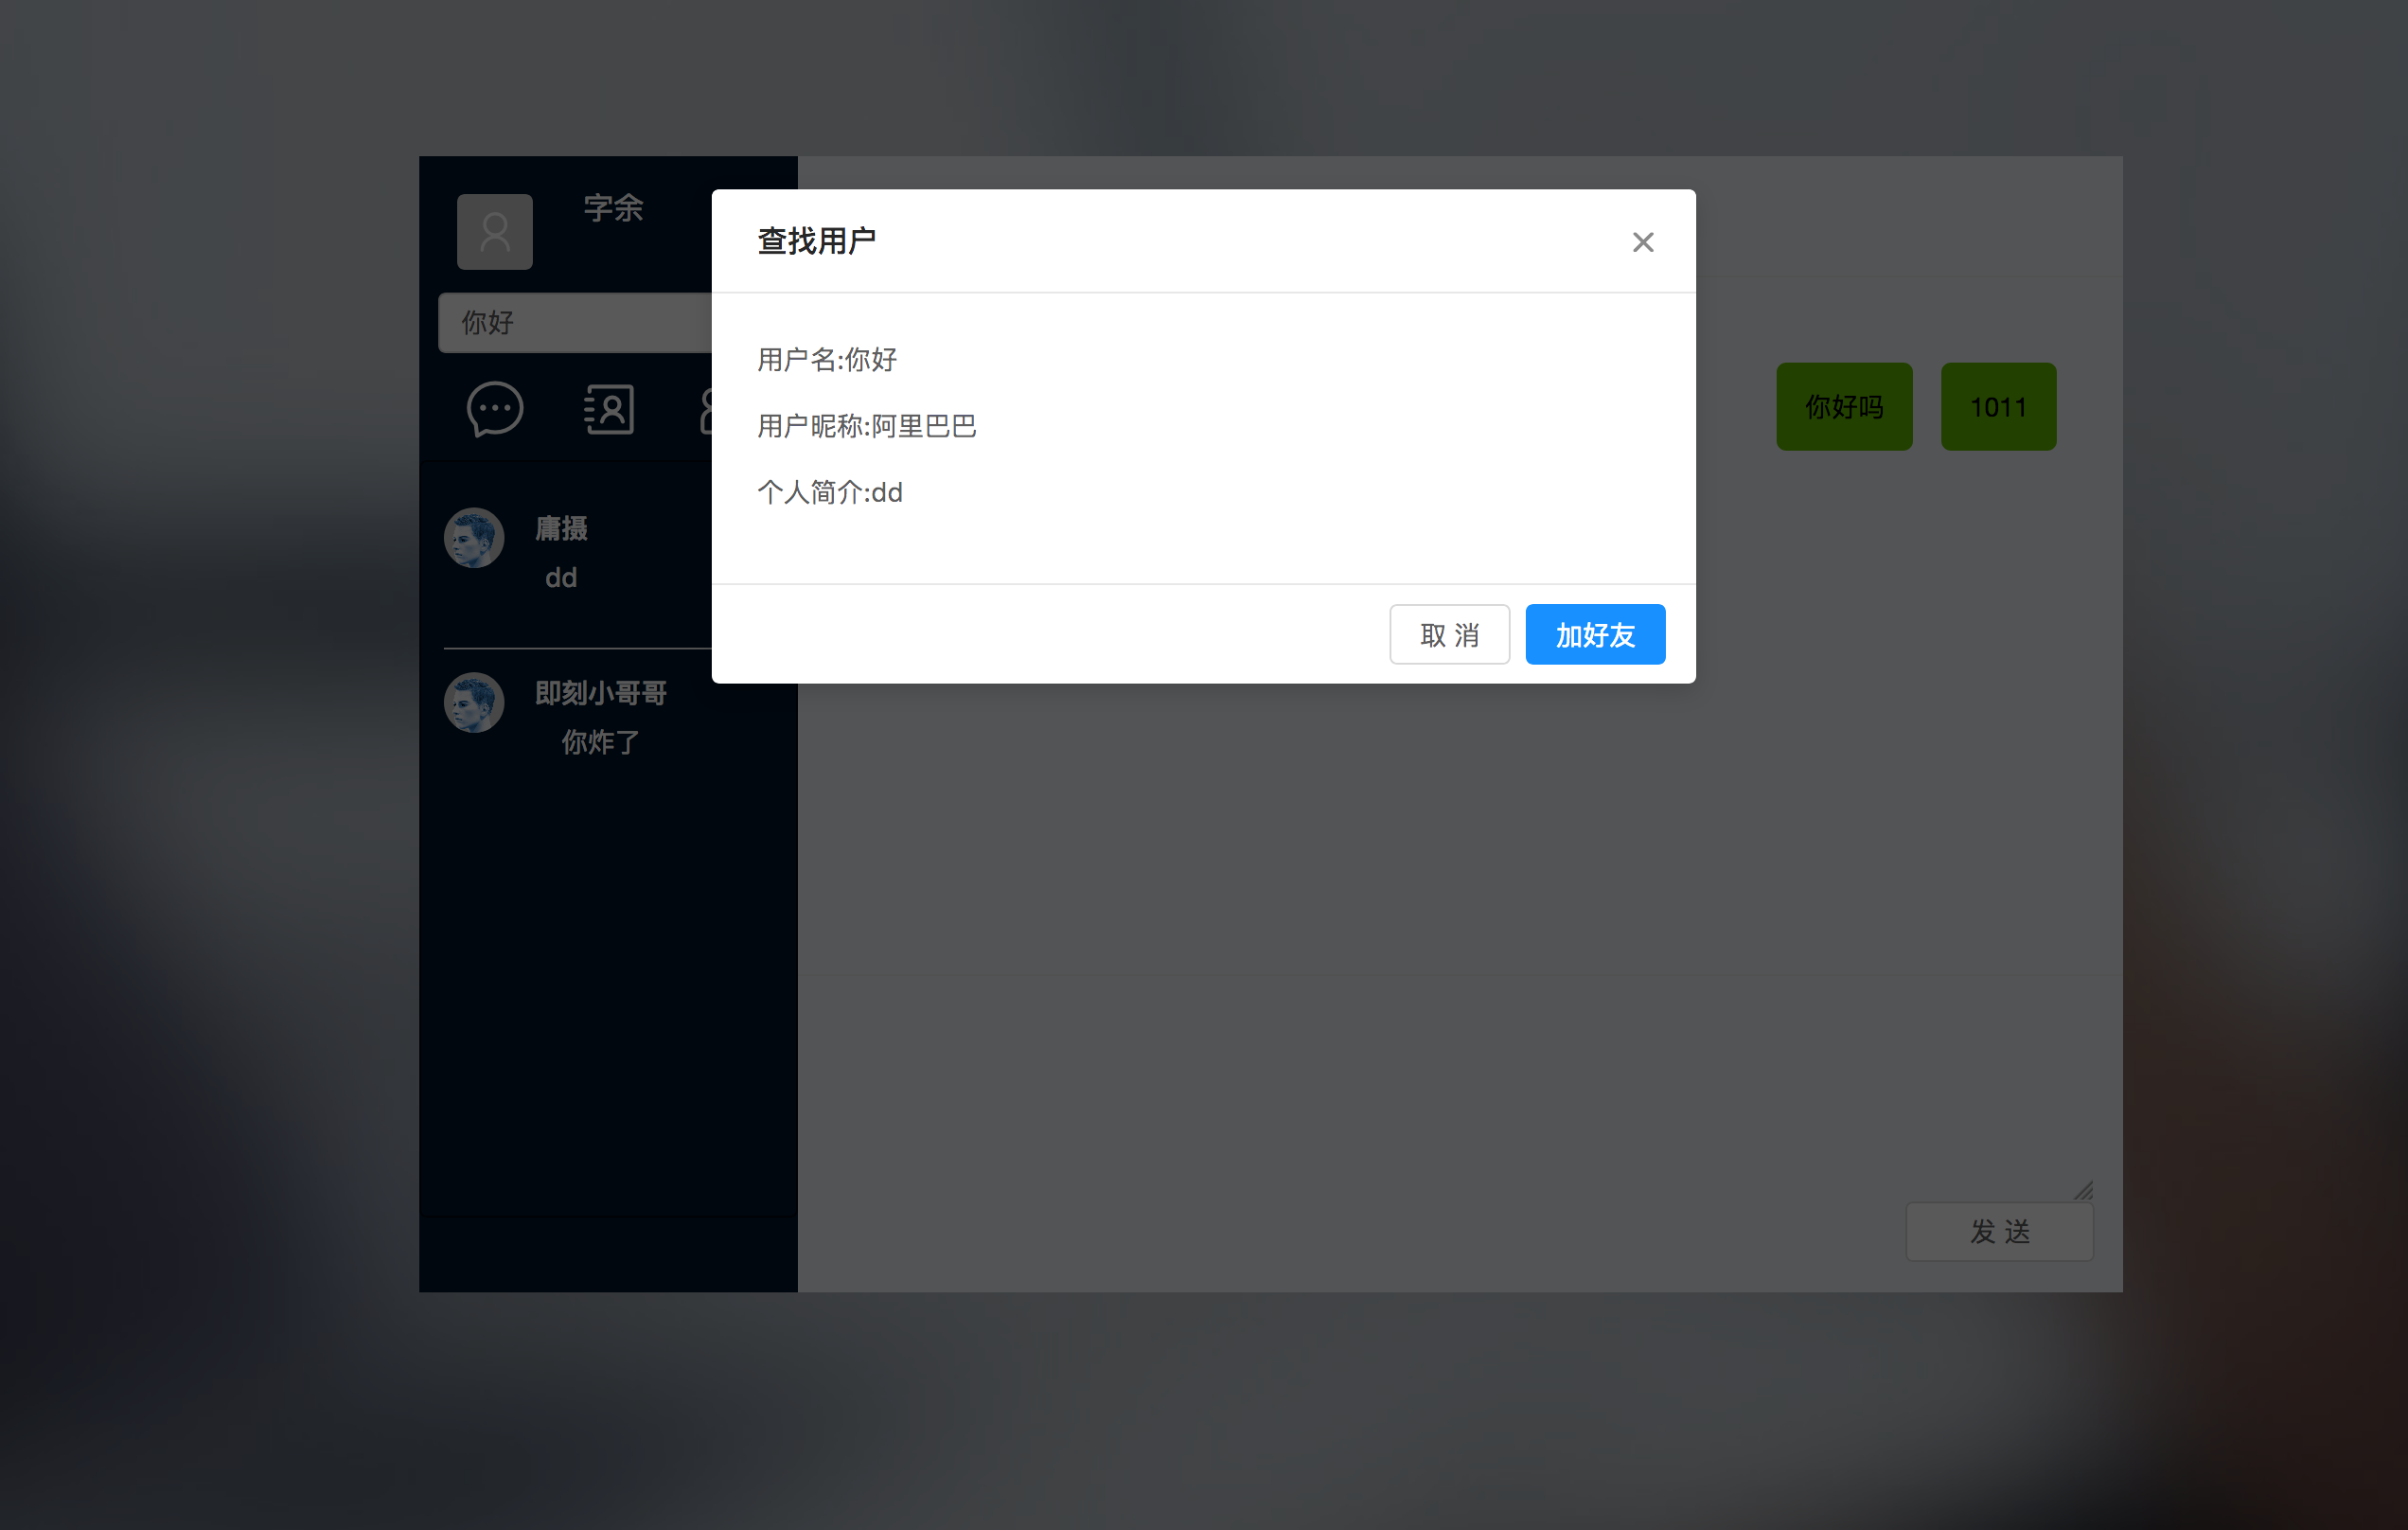 字余
你好
庸摄
dd
即刻小哥哥
你炸了
查找用户
用户名:你好
用户昵称:阿里巴巴
个人简介:dd
取 消
加好友
你好吗
1011
发 送